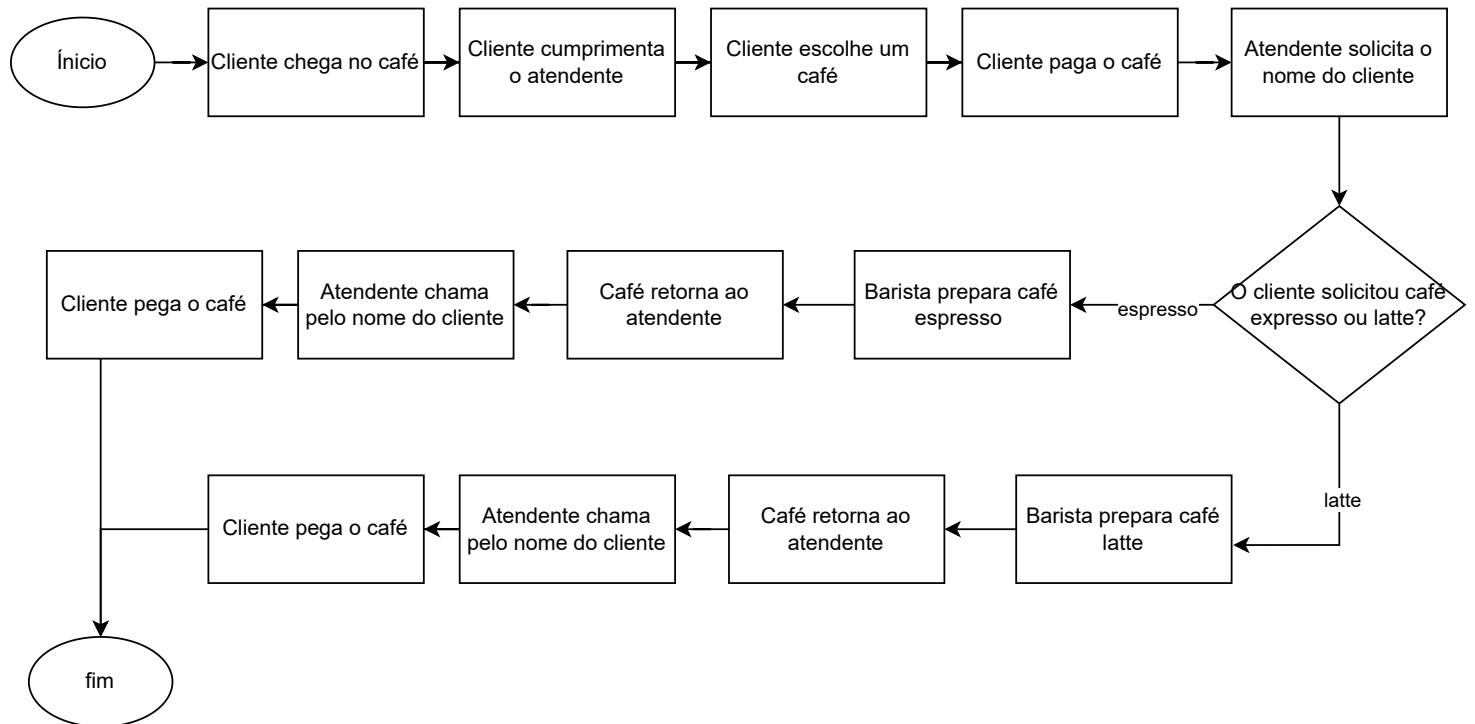 Ínicio
Cliente chega no café
Cliente cumprimenta
o atendente
Cliente escolhe um
café
Cliente paga o café
Atendente solicita o
nome do cliente
O cliente solicitou café
expresso ou latte?
espresso
Barista prepara café
espresso
Café retorna ao
atendente
Atendente chama
pelo nome do cliente
Cliente pega o café
latte
Barista prepara café
latte
Café retorna ao
atendente
Atendente chama
pelo nome do cliente
Cliente pega o café
fim